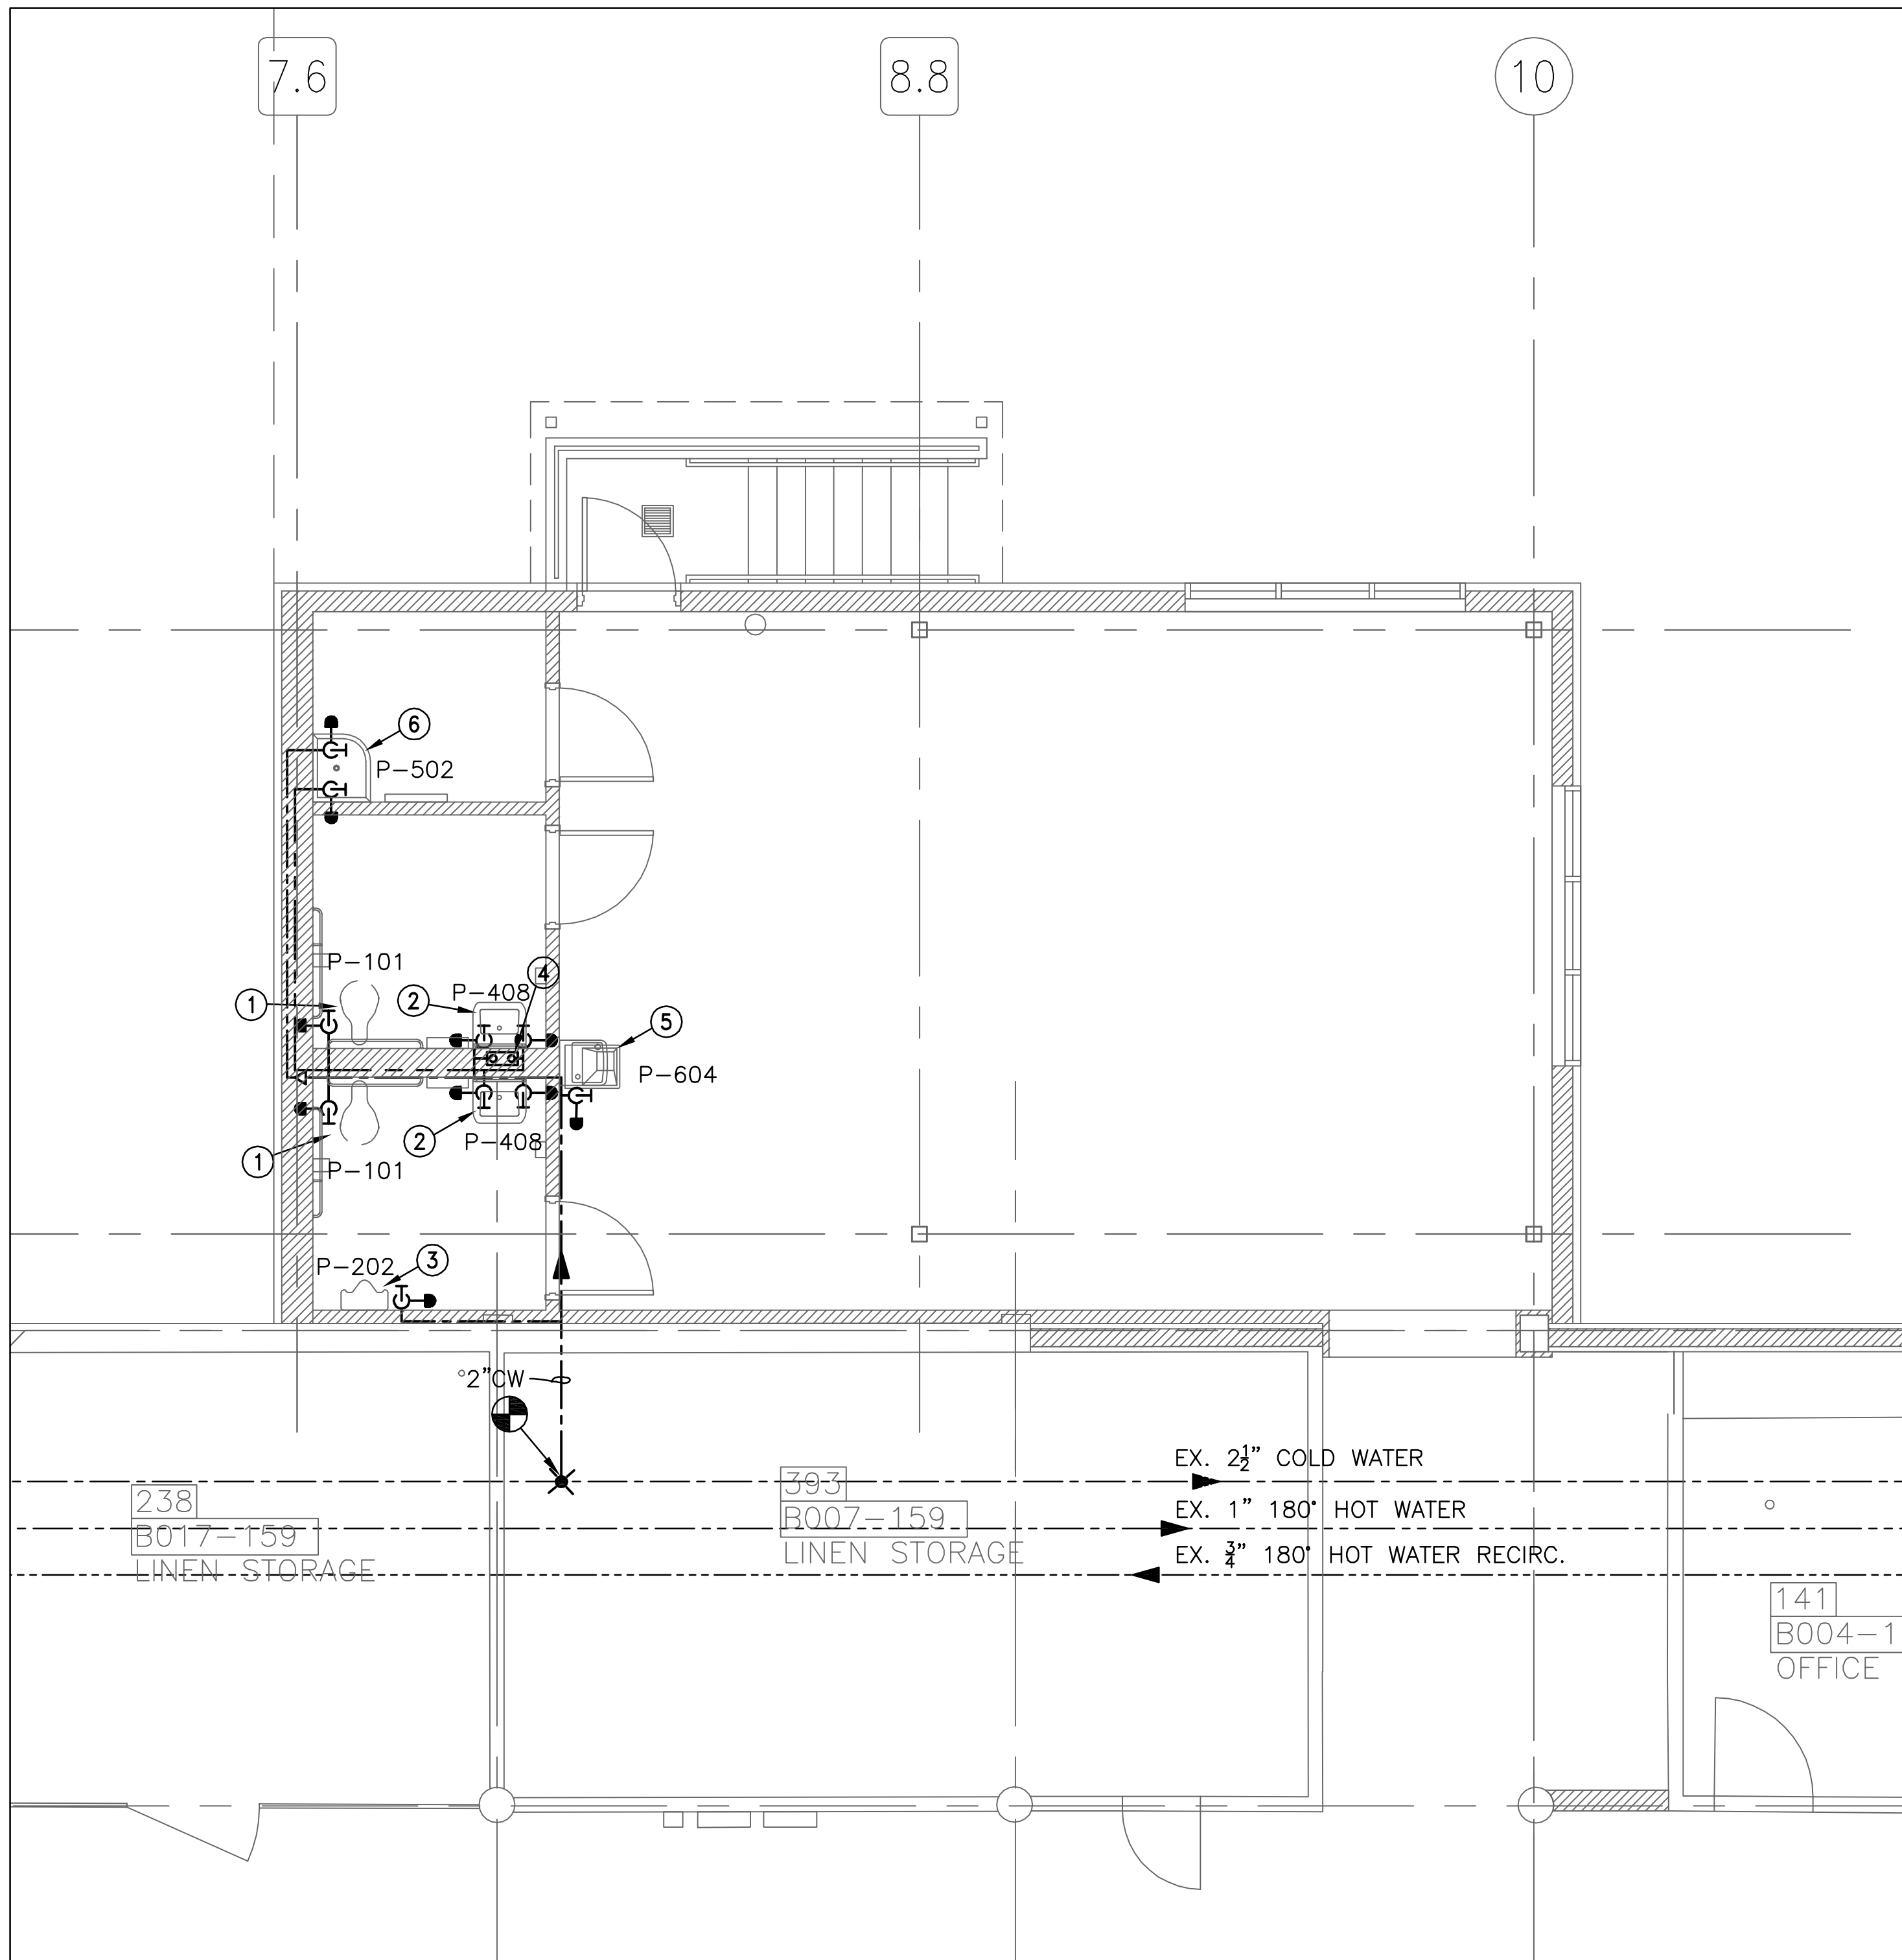 7.6
8.8
10
6
P-502
P-101
4
1
2
P-408
5
P-604
2
P-408
1
P-101
P-202
3
°2"CW
EX. 2½" COLD WATER
238
393
EX. 1" 180° HOT WATER
B017-159
B007-159
LINEN STORAGE
LINEN STORAGE
EX. ¾" 180° HOT WATER RECIRC.
141
B004-1
OFFICE